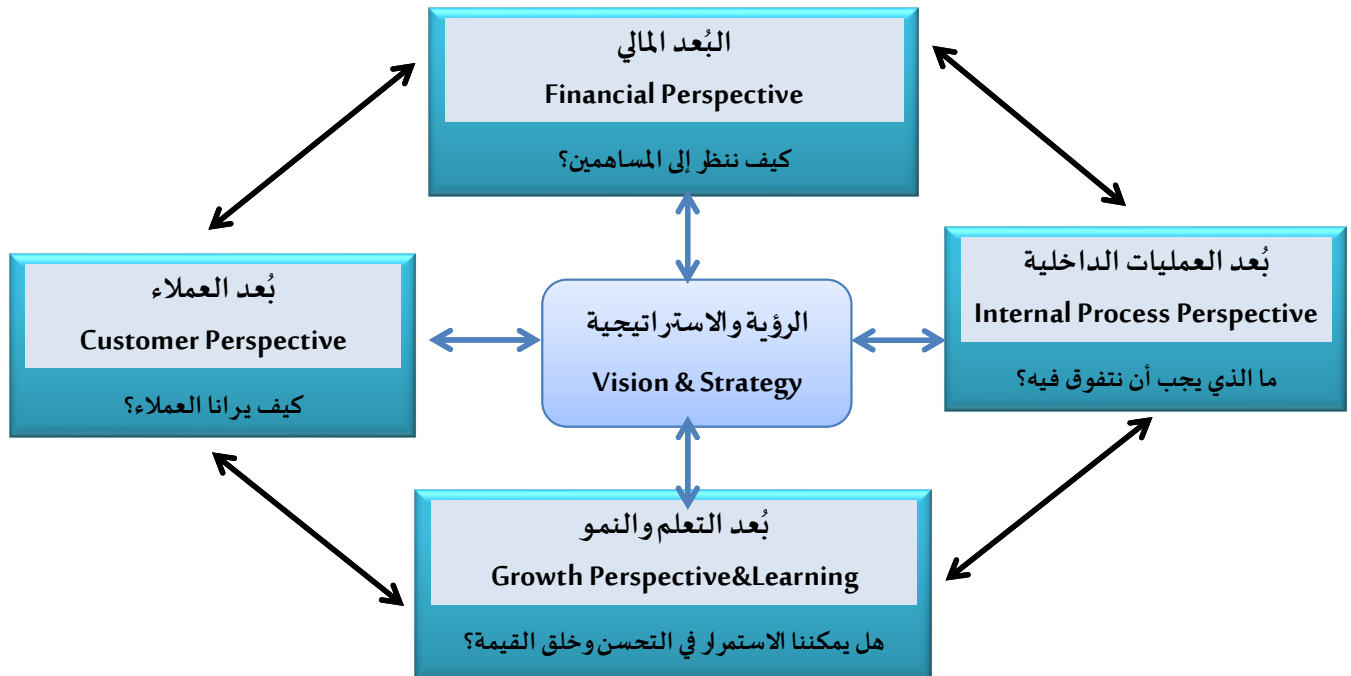 البُعد المالي
Financial Perspective
كيف ننظر إلى المساهمين؟
بُعد العمليات الداخلية
Internal Process Perspective
ما الذي يجب أن نتفوق فيه؟
الرؤية والاستراتيجية
Vision & Strategy
بُعد العملاء
Customer Perspective
كيف يرانا العملاء؟
بُعد التعلم والنمو
Growth Perspective&Learning
هل يمكننا الاستمرار في التحسن وخلق القيمة؟